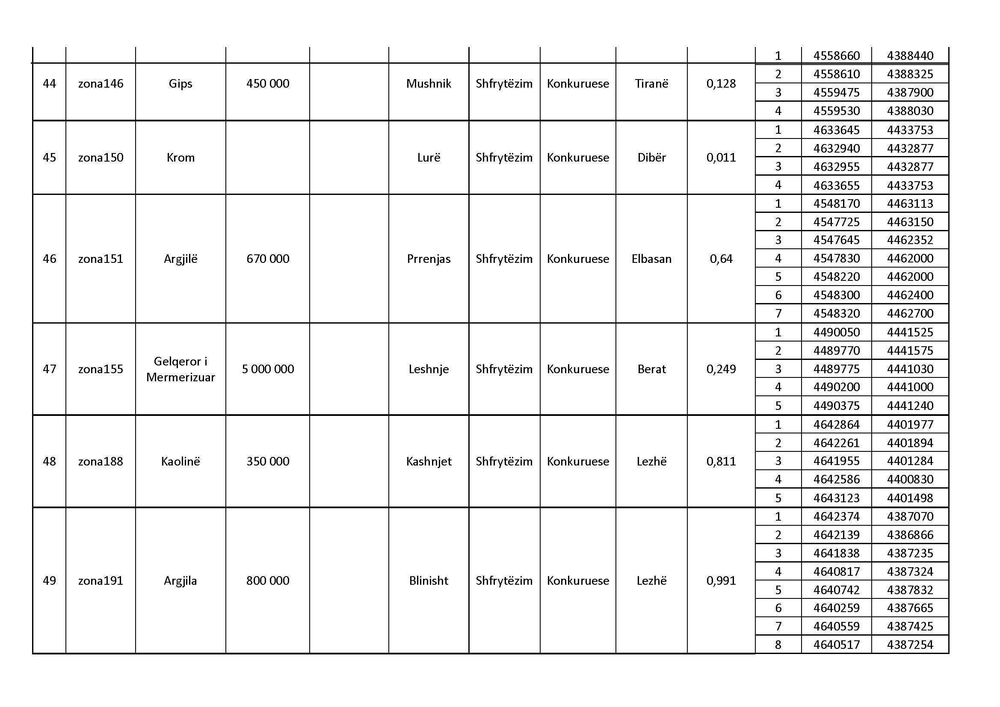 1 4558660 4388440
44 zona146 Gips 450 000 Mushnik Shfrytëzim Konkuruese Tiranë 0,128
2 4558610 4388325
3 4559475 4387900
4 4559530 4388030
45 zona150 Krom Lurë Shfrytëzim Konkuruese Dibër 0,011
1 4633645 4433753
2 4632940 4432877
3 4632955 4432877
4 4633655 4433753
46 zona151 Argjilë 670 000 Prrenjas Shfrytëzim Konkuruese Elbasan 0,64
1 4548170 4463113
2 4547725 4463150
3 4547645 4462352
4 4547830 4462000
5 4548220 4462000
6 4548300 4462400
7 4548320 4462700
47 zona155 Gelqeror i
Mermerizuar 5 000 000 Leshnje Shfrytëzim Konkuruese Berat 0,249
1 4490050 4441525
2 4489770 4441575
3 4489775 4441030
4 4490200 4441000
5 4490375 4441240
48 zona188 Kaolinë 350 000 Kashnjet Shfrytëzim Konkuruese Lezhë 0,811
1 4642864 4401977
2 4642261 4401894
3 4641955 4401284
4 4642586 4400830
5 4643123 4401498
49 zona191 Argjila 800 000 Blinisht Shfrytëzim Konkuruese Lezhë 0,991
1 4642374 4387070
2 4642139 4386866
3 4641838 4387235
4 4640817 4387324
5 4640742 4387832
6 4640259 4387665
7 4640559 4387425
8 4640517 4387254